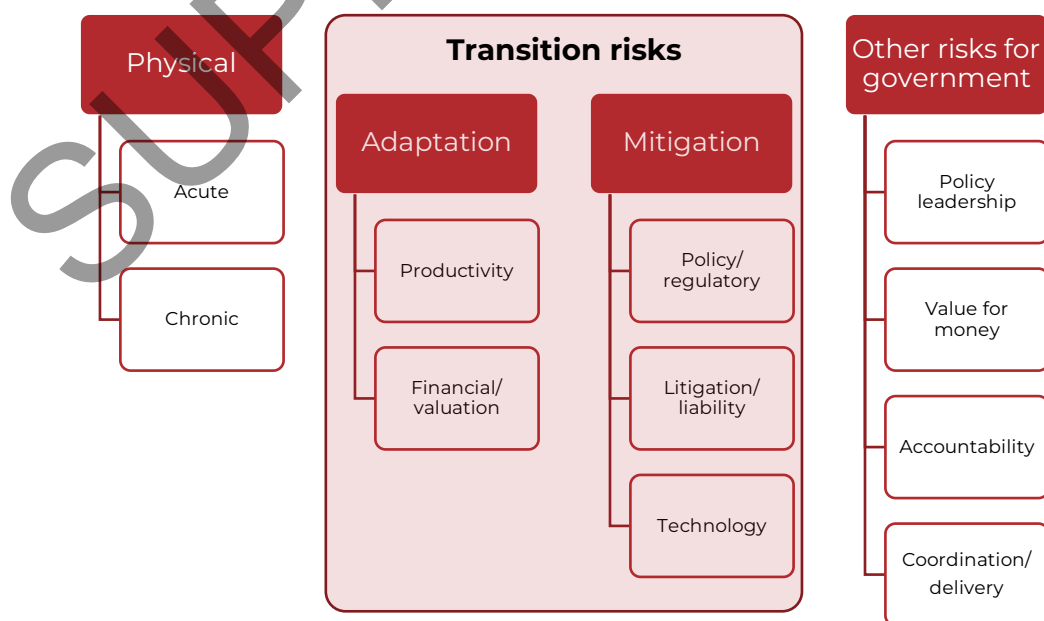 Physical
Acute
Chronic
Transition risks
Adaptation
Productivity
Financial/
valuation
Mitigation
Policy/
regulatory
Litigation/
liability
Technology
Other risks for
government
Policy
leadership
Value for
money
Accountability
Coordination/
delivery
SUP